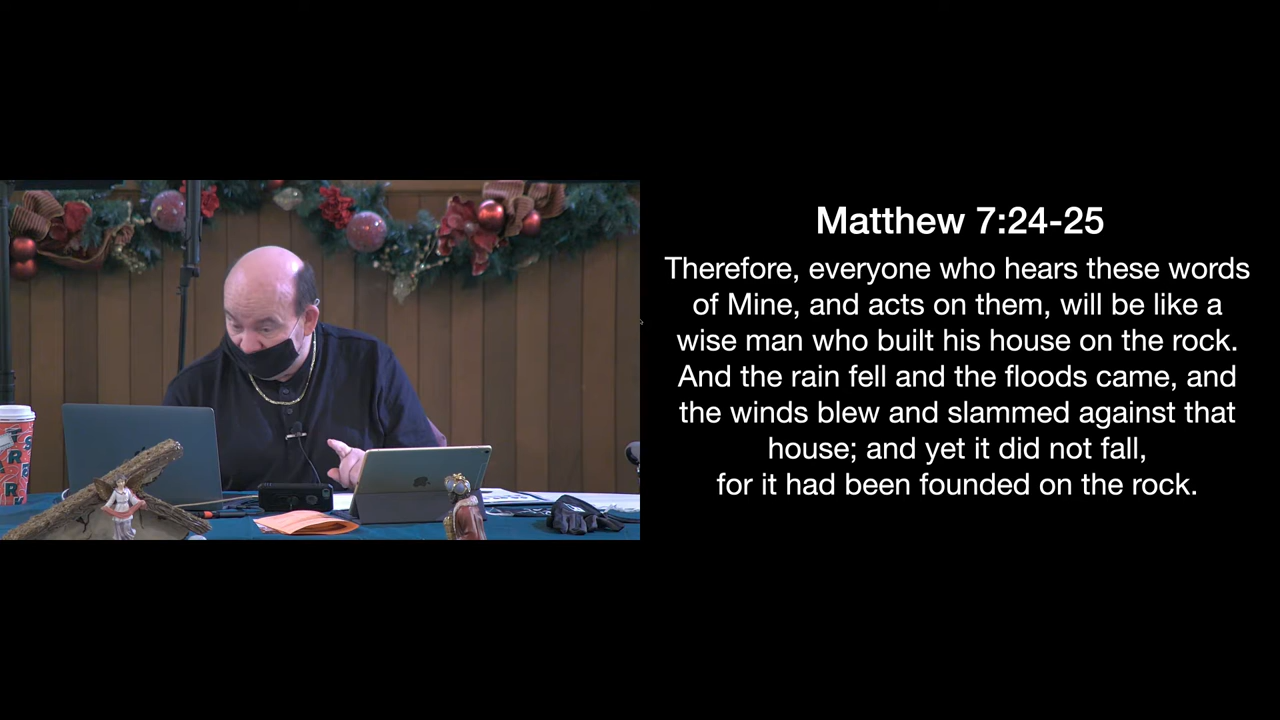 Matthew 7:24-25
Therefore, everyone who hears these words
of Mine, and acts on them, will be like a
wise man who built his house on the rock.
And the rain fell and the floods came, and
the winds blew and slammed against that
house; and yet it did not fall,
for it had been founded on the rock.